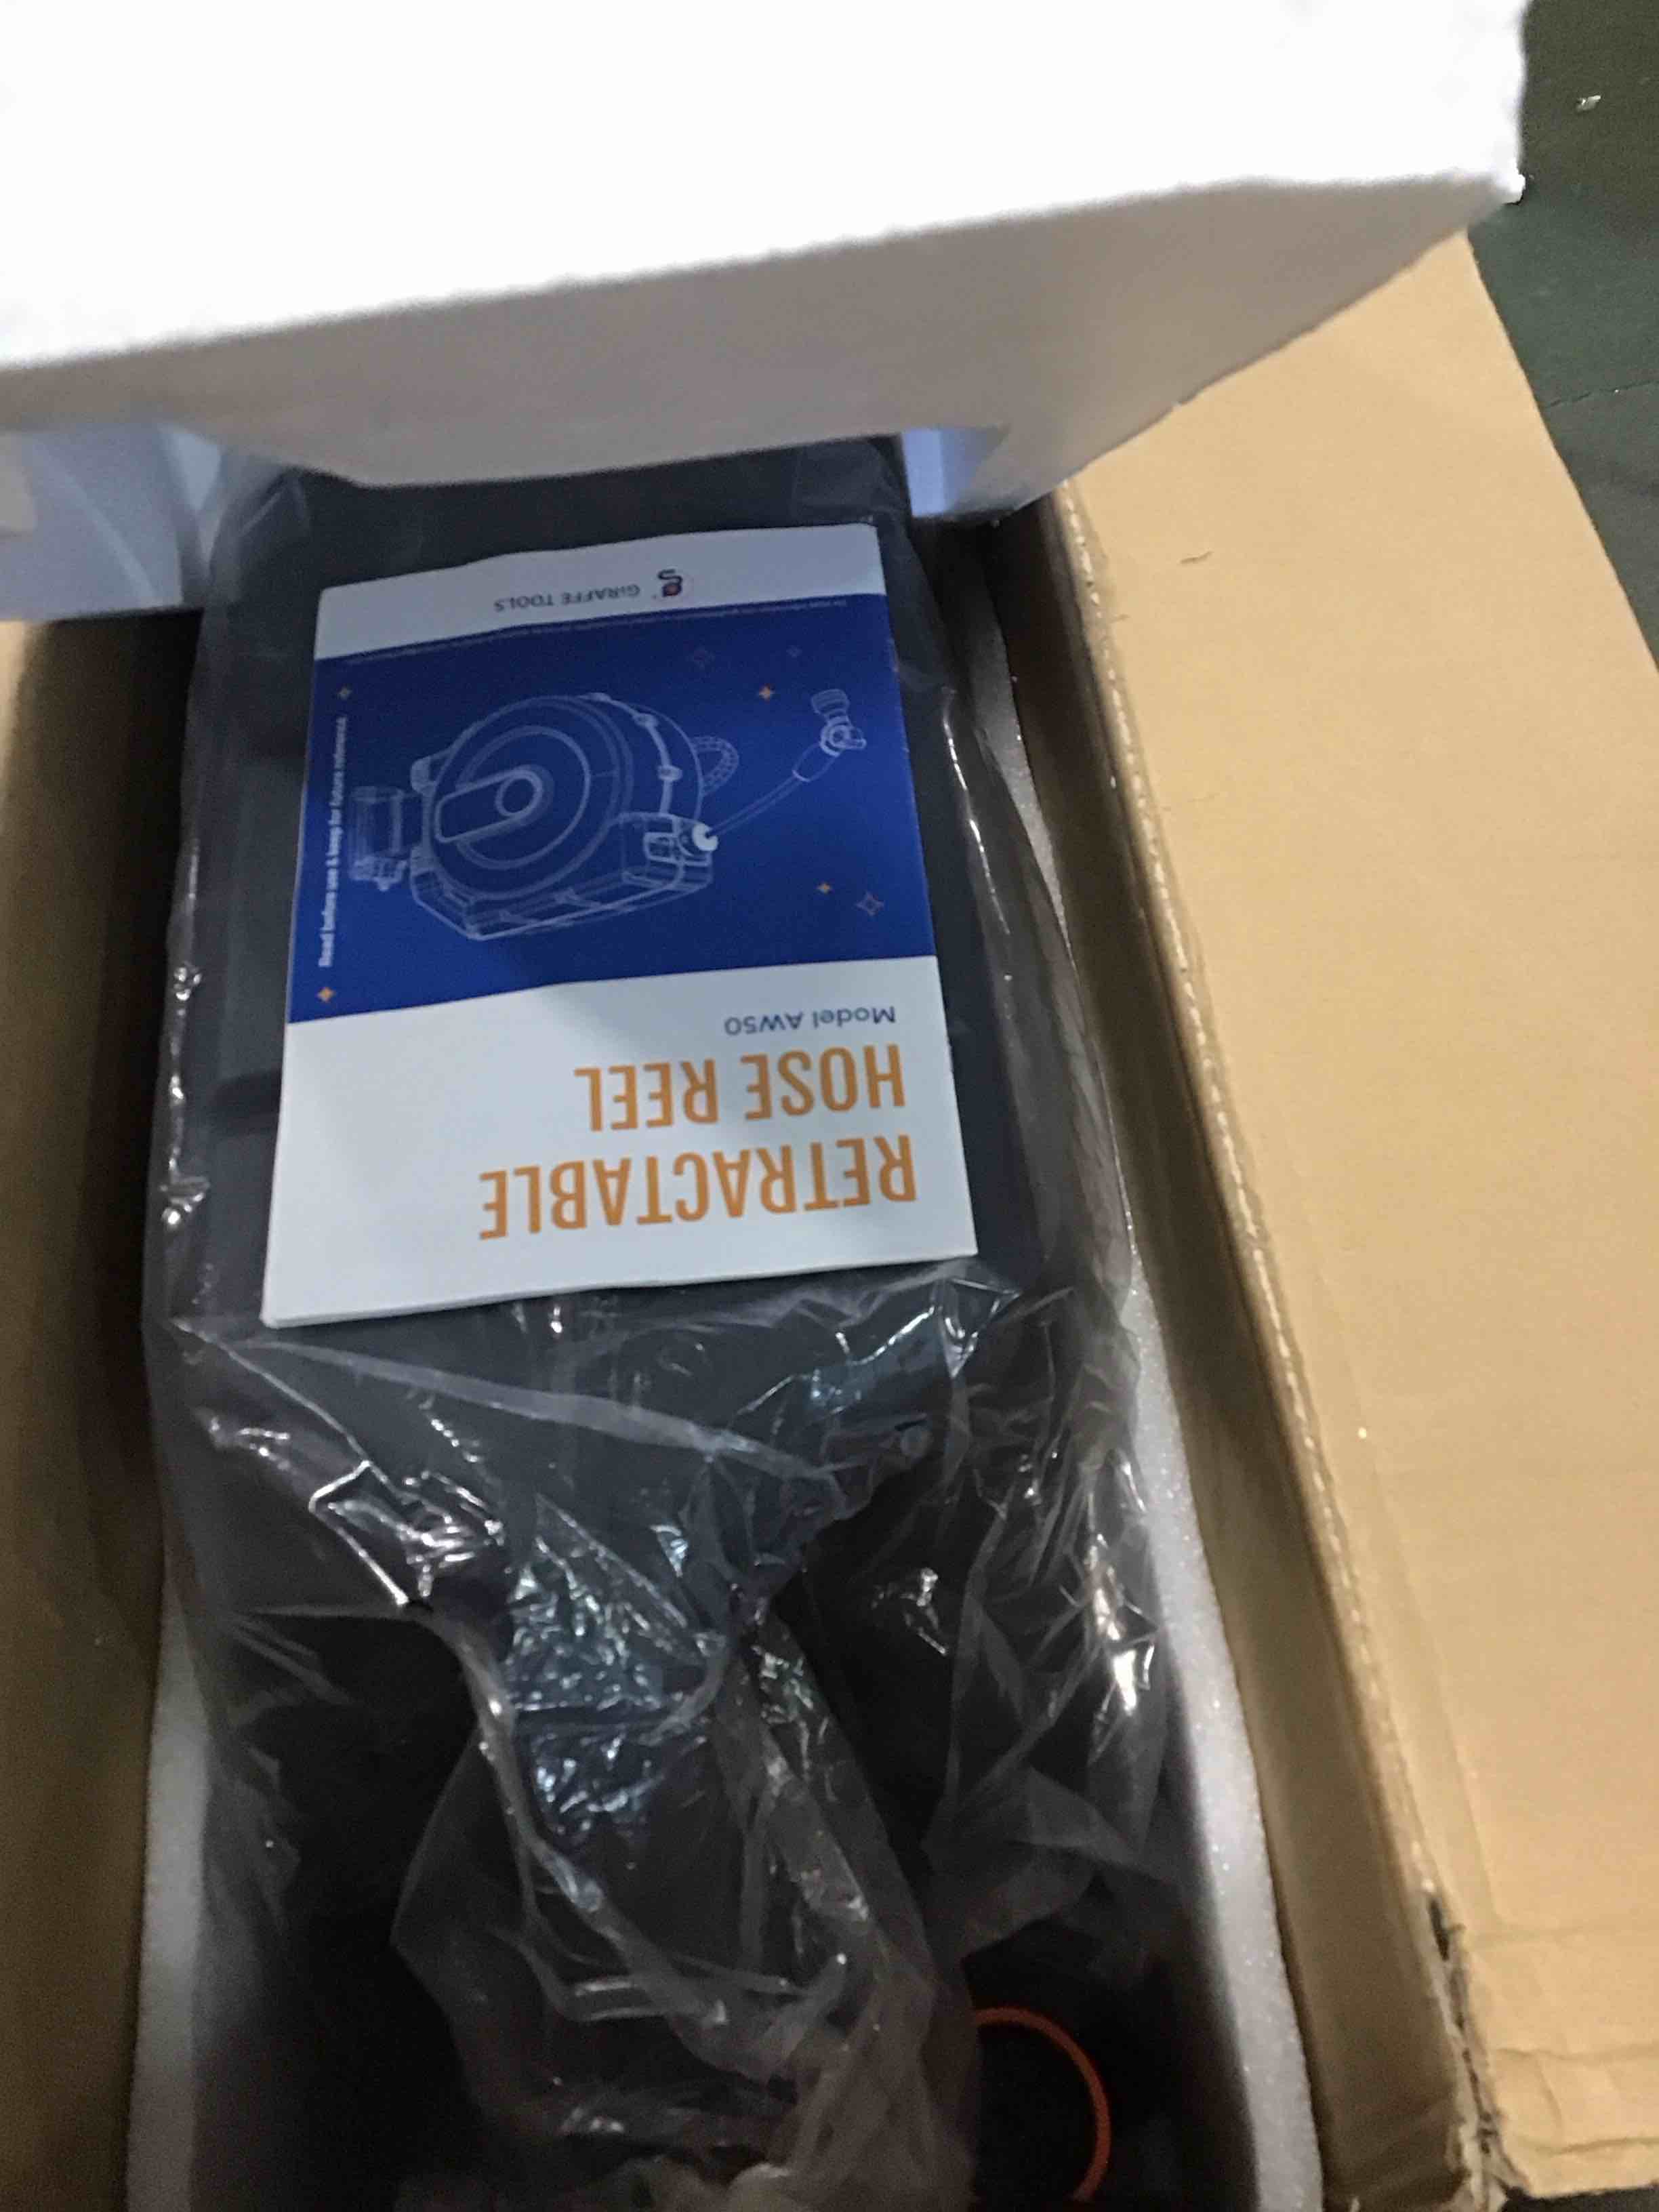 RETRACTABLE
HOSE REEL
Model AW50
Read before use & keep for future reference
GiRAFFE TOOLS